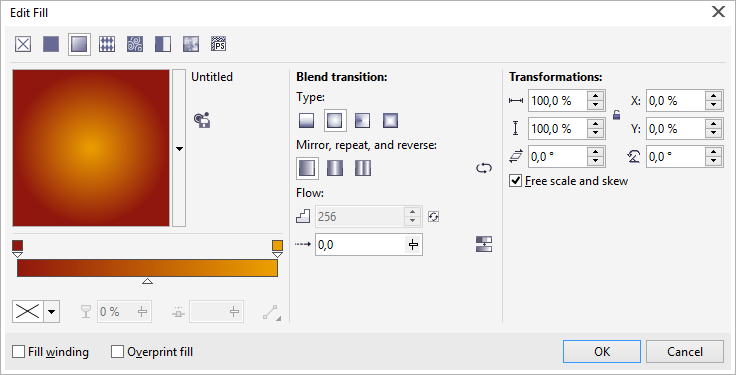 Edit Fill
PS
Untitled
Blend transition:
Type:
Mirror, repeat, and reverse:
Flow:
256
0,0
0 %
Transformations:
100,0 % X: 0,0 %
100,0 % Y: 0,0 %
0,0 ° 0,0 °
Free scale and skew
Fill winding
Overprint fill
OK
Cancel